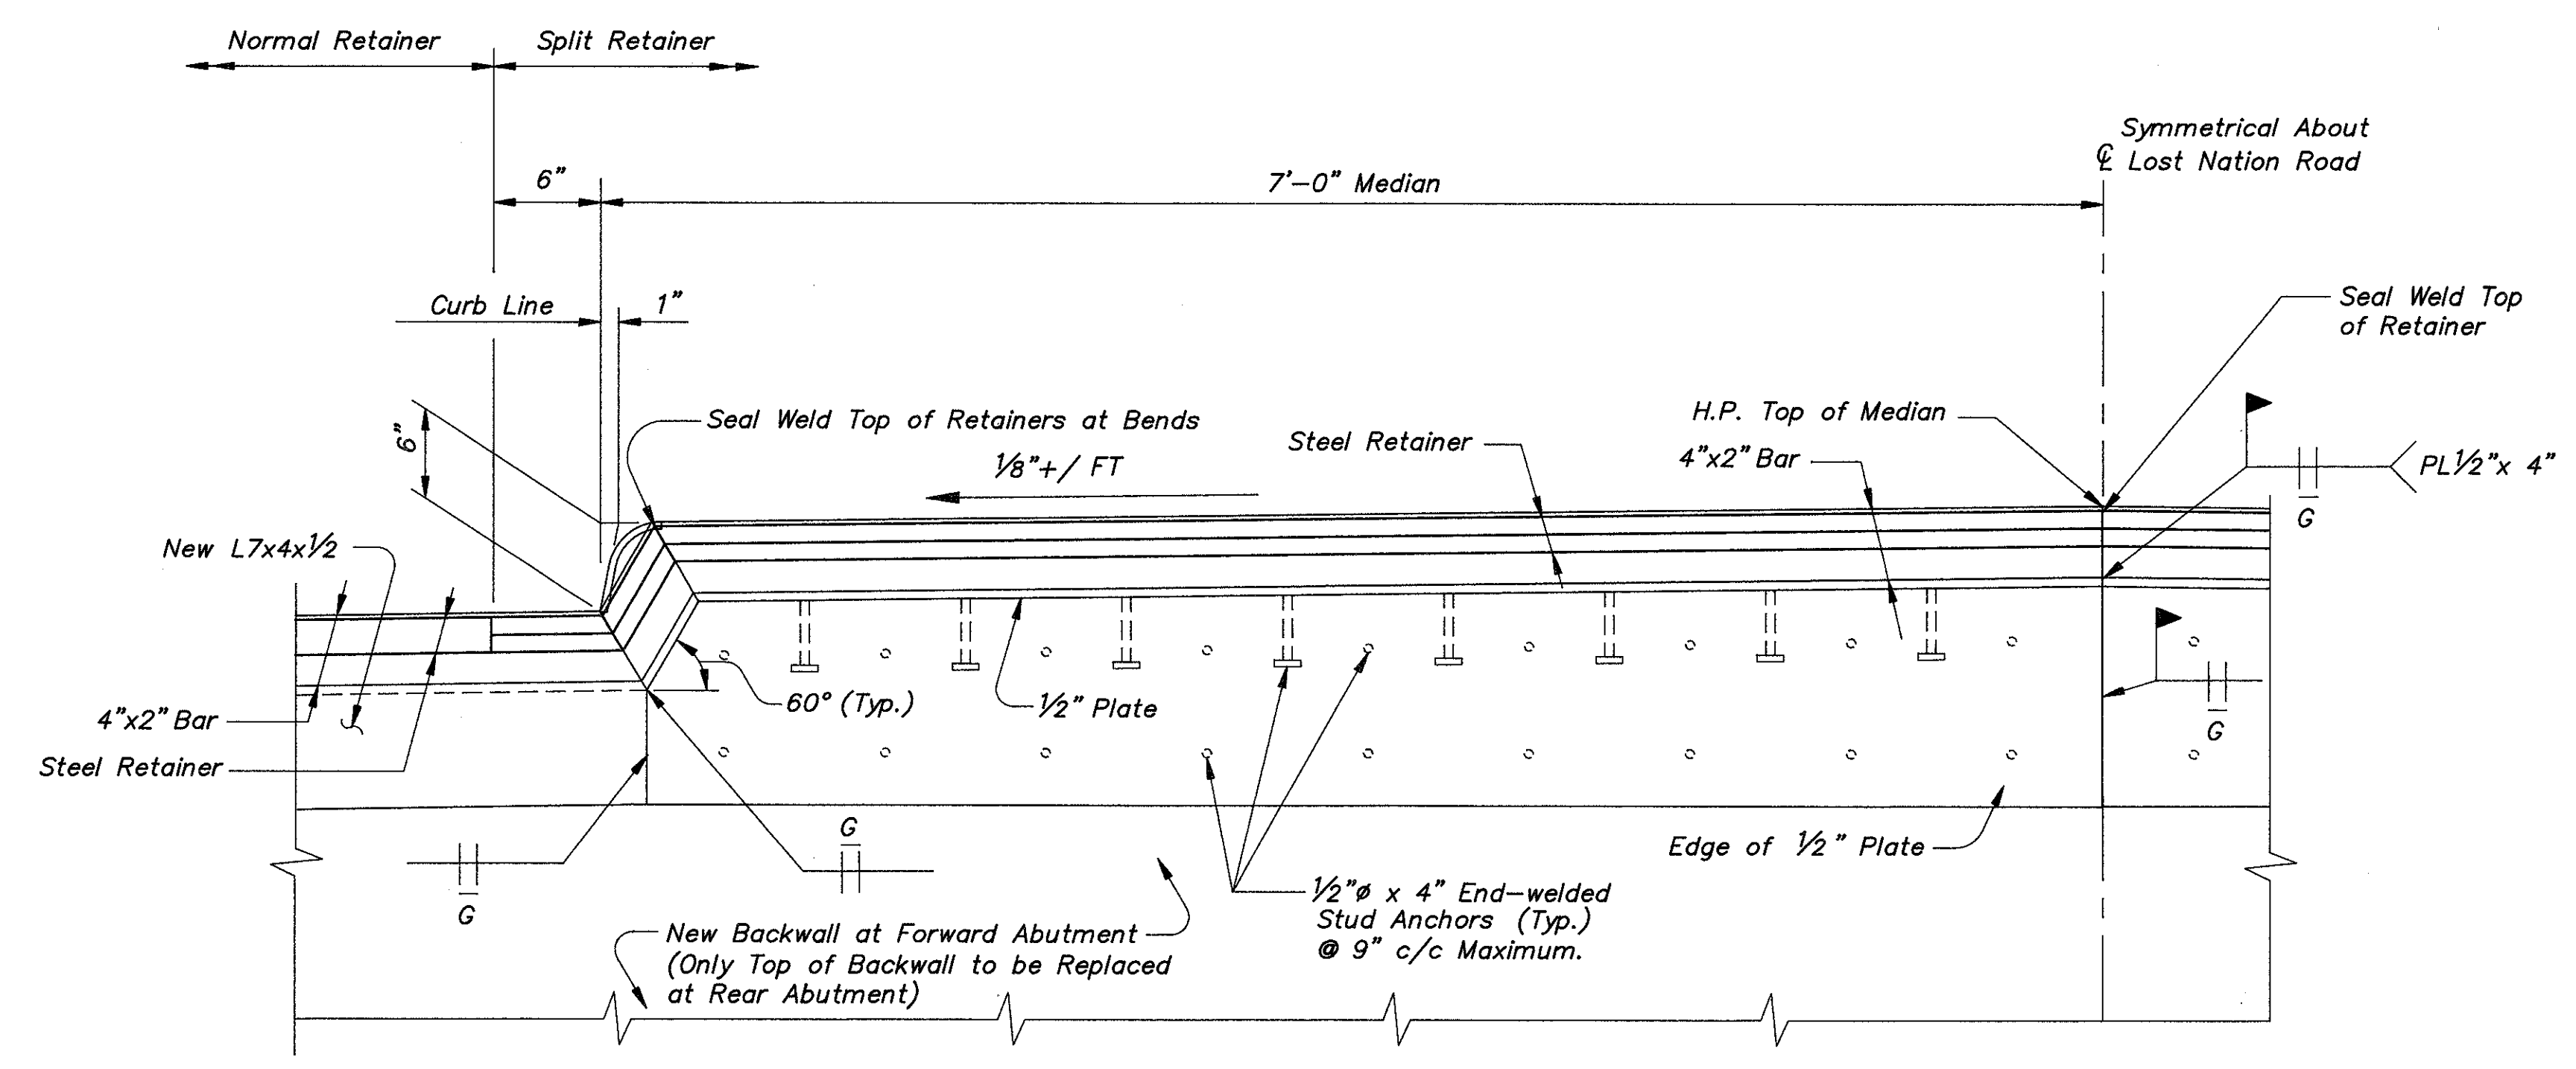 Normal Retainer
Split Retainer
Symmetrical About
℄ Lost Nation Road
6"
7'-0" Median
Curb Line
1"
Seal Weld Top
of Retainer
6"
Seal Weld Top of Retainers at Bends
H.P. Top of Median
Steel Retainer
4"x2" Bar
1/8"+/ FT
PL 1/2"x 4"
G
New L7x4x1/2
60° (Typ.)
1/2" Plate
4"x2" Bar
G
Steel Retainer
G
Edge of 1/2" Plate
G
1/2"ø x 4" End-welded
Stud Anchors (Typ.)
@ 9" c/c Maximum.
New Backwall at Forward Abutment
(Only Top of Backwall to be Replaced
at Rear Abutment)